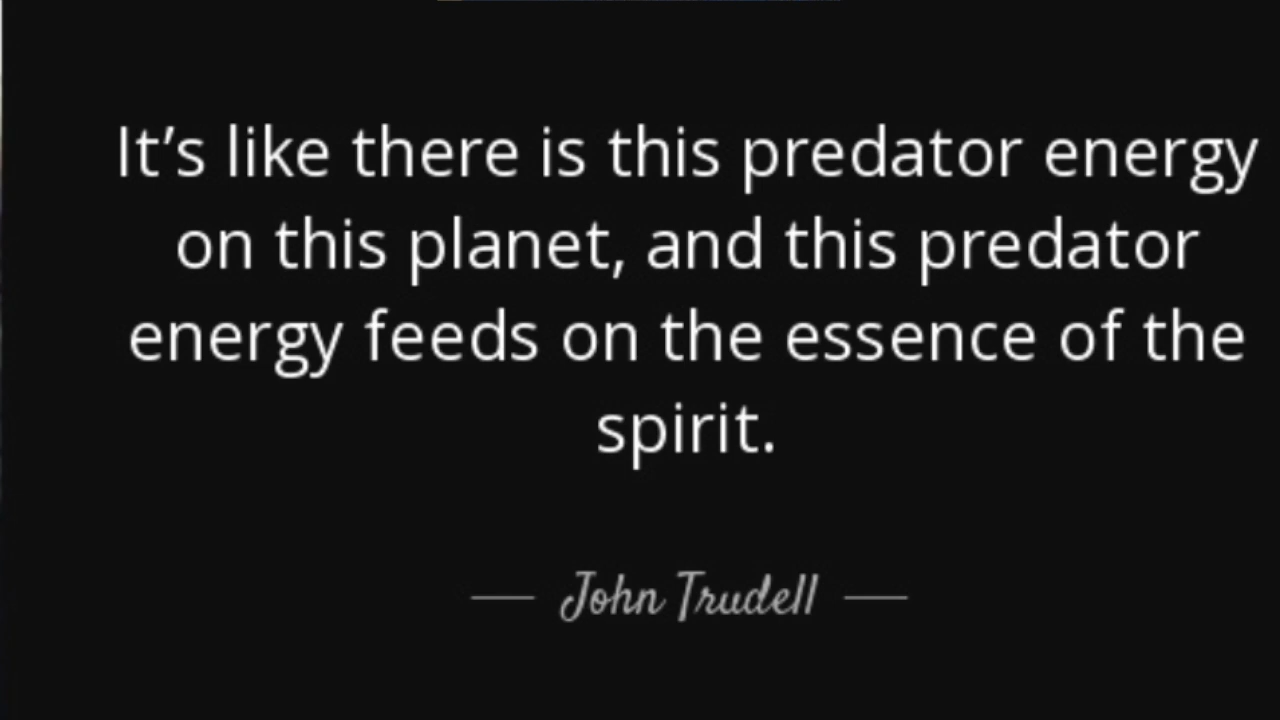 It’s like there is this predator energy
on this planet, and this predator
energy feeds on the essence of the
spirit.
John Trudell